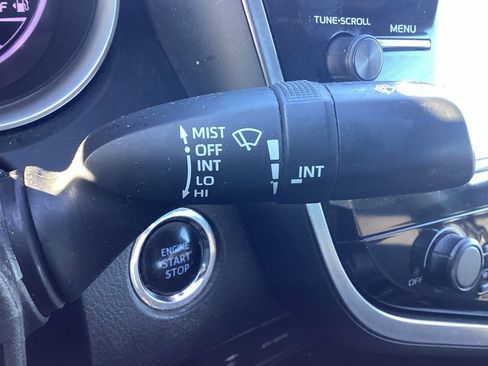 F
TUNE•SCROLL
MENU
MIST
OFF
INT
LO
HI
INT
ENGINE
START
STOP
OFF